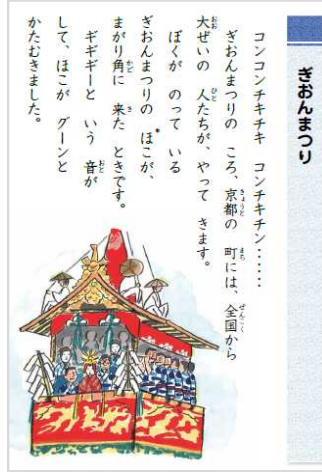 ぎおんまつり
コンコンチキチキ コンチキチン‥‥‥
ぎおんまつりの ころ、京都の 町には、全国から
大ぜいの 人たちが、やって きます。
ぼくが のって いる
ぎおんまつりの ほこ*が、
まがり角に 来た ときです。
ギギギーと いう 音が
して、ほこが グーンと
かたむきました。